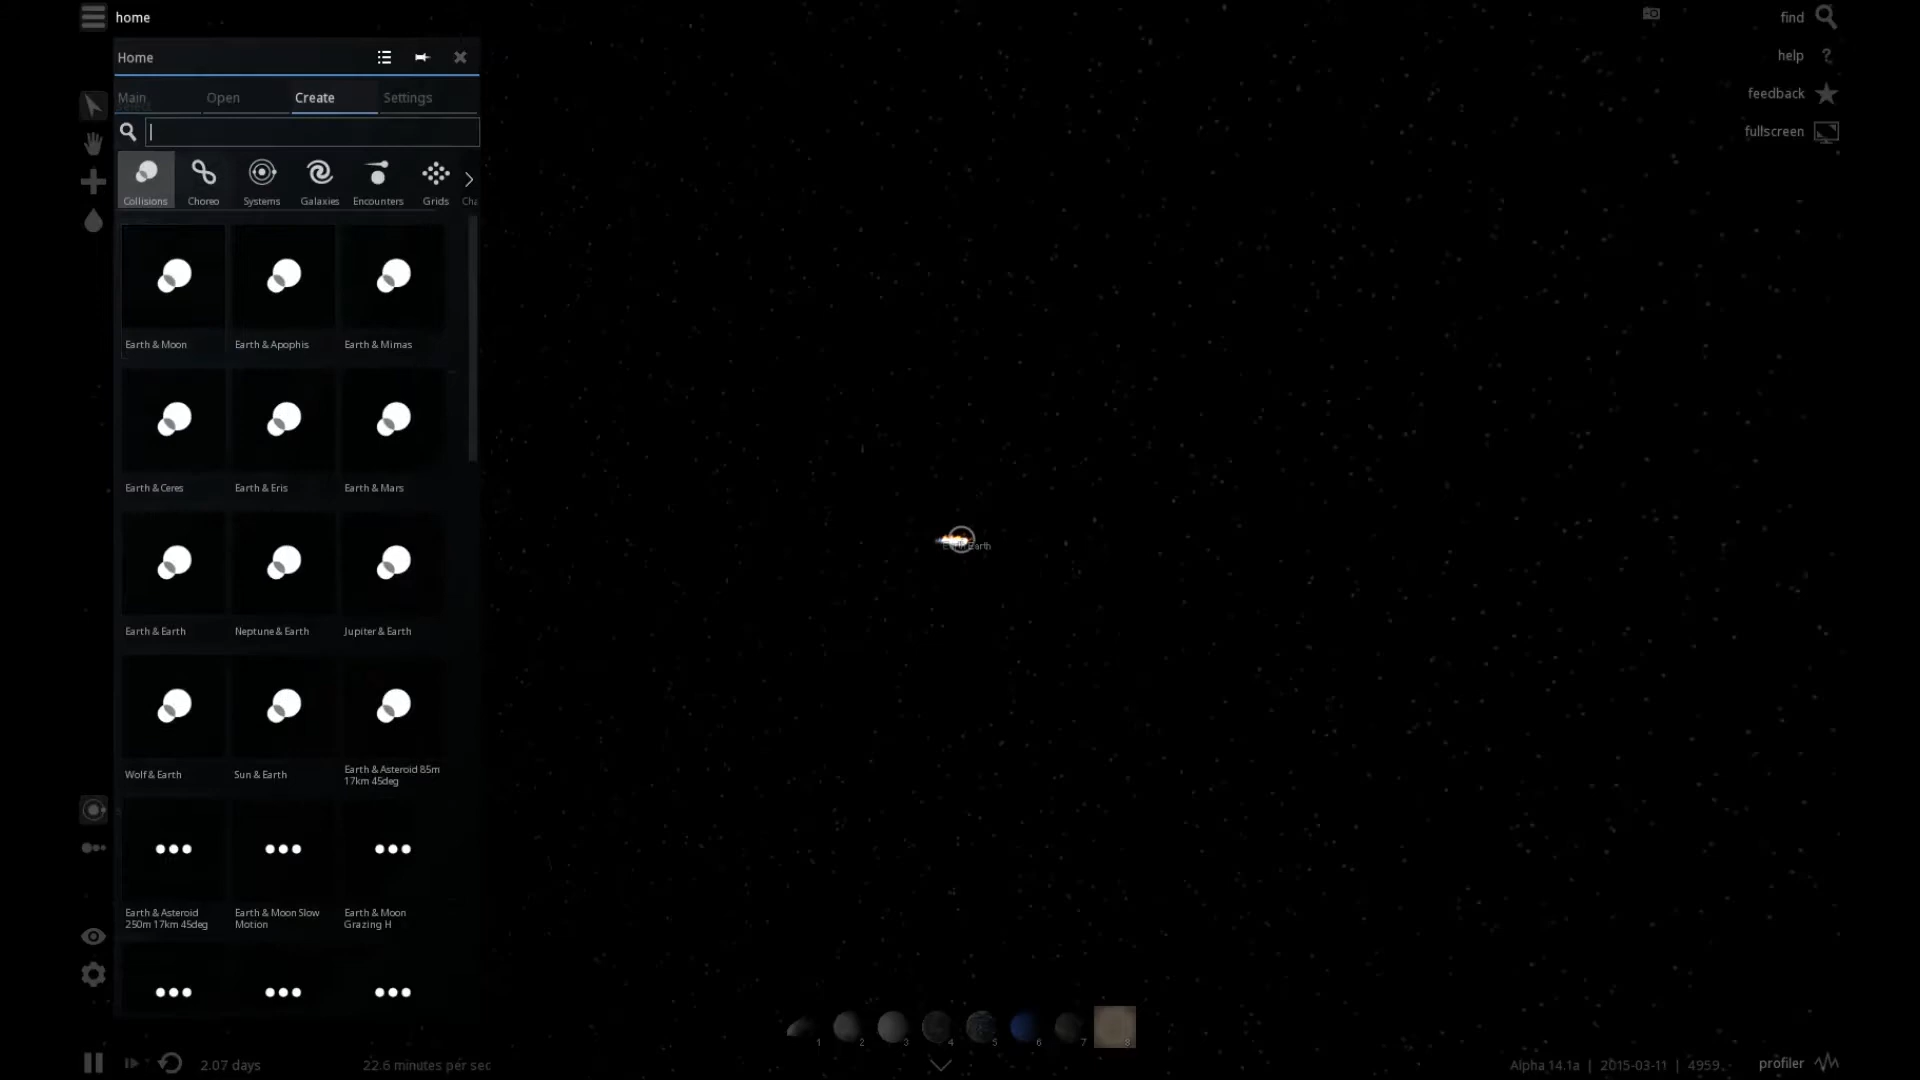 home
find
Home
help
Main
Open
Create
Settings
feedback
fullscreen
Collisions
Choreo
Systems
Galaxies
Encounters
Grids
Cha
Earth & Moon
Earth & Apophis
Earth & Mimas
Earth & Ceres
Earth & Eris
Earth & Mars
Earth
Earth & Earth
Neptune & Earth
Jupiter & Earth
Wolf & Earth
Sun & Earth
Earth & Asteroid 85m
17km 45deg
Earth & Asteroid
250m 17km 45deg
Earth & Moon Slow
Motion
Earth & Moon
Grazing H
1
2
3
4
5
6
7
8
2.07 days
22.6 minutes per sec
Alpha 14.1a | 2015-03-11 | 4959
profiler